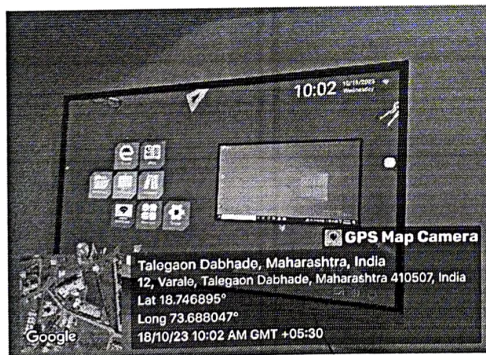 10:02
Wednesday
GPS Map Camera
Talegaon Dabhade, Maharashtra, India
12, Varale, Talegaon Dabhade, Maharashtra 410507, India
Lat 18.746895°
Long 73.688047°
18/10/23 10:02 AM GMT +05:30
Google